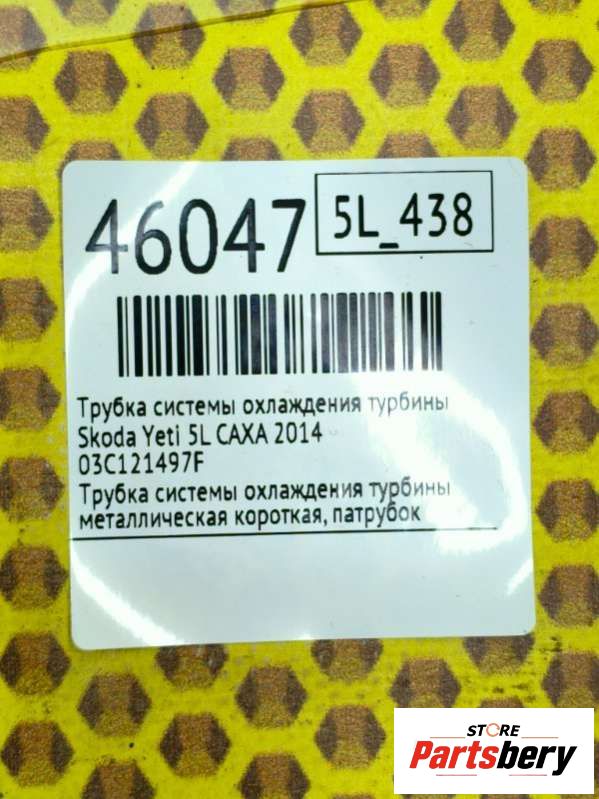 46047
5L_438
Трубка системы охлаждения турбины
Skoda Yeti 5L CAXA 2014
03C121497F
Трубка системы охлаждения турбины
металлическая короткая, патрубок
STORE
Partsbery